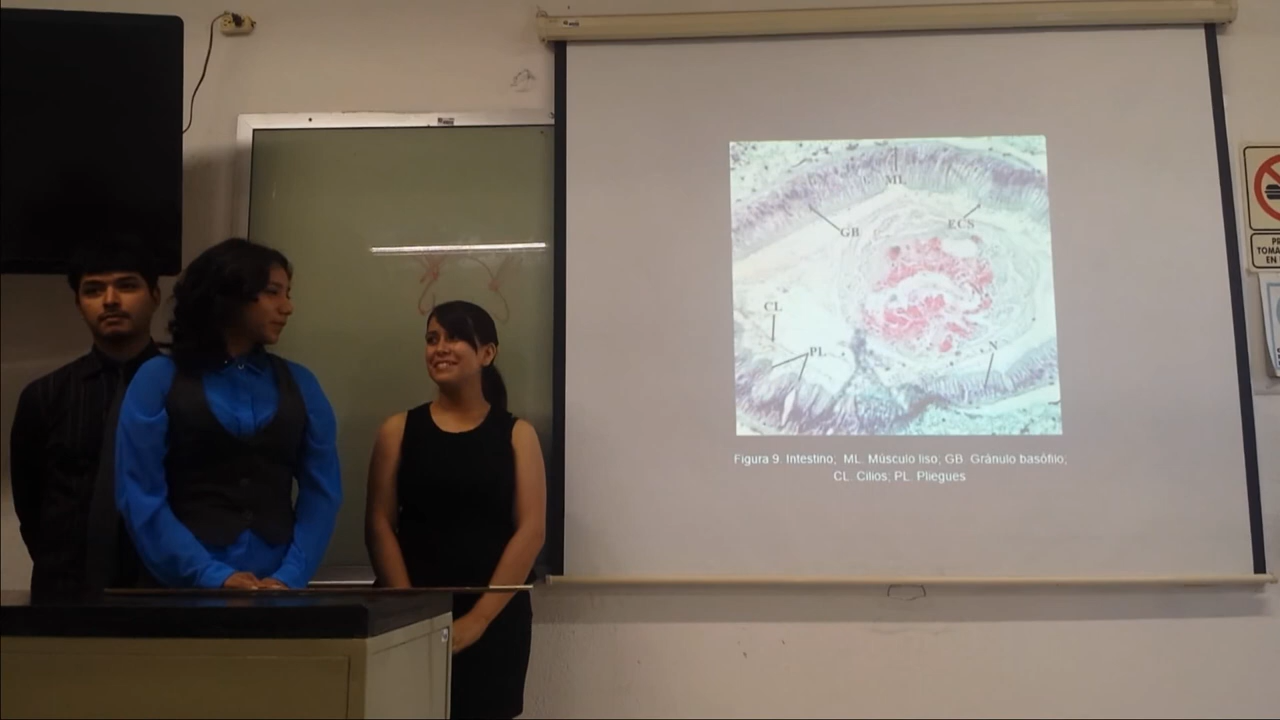 ML
GB
ECS
CL
PL
N
Figura 9. Intestino; ML. Músculo liso; GB. Gránulo basófilo;
CL. Cilios; PL. Pliegues